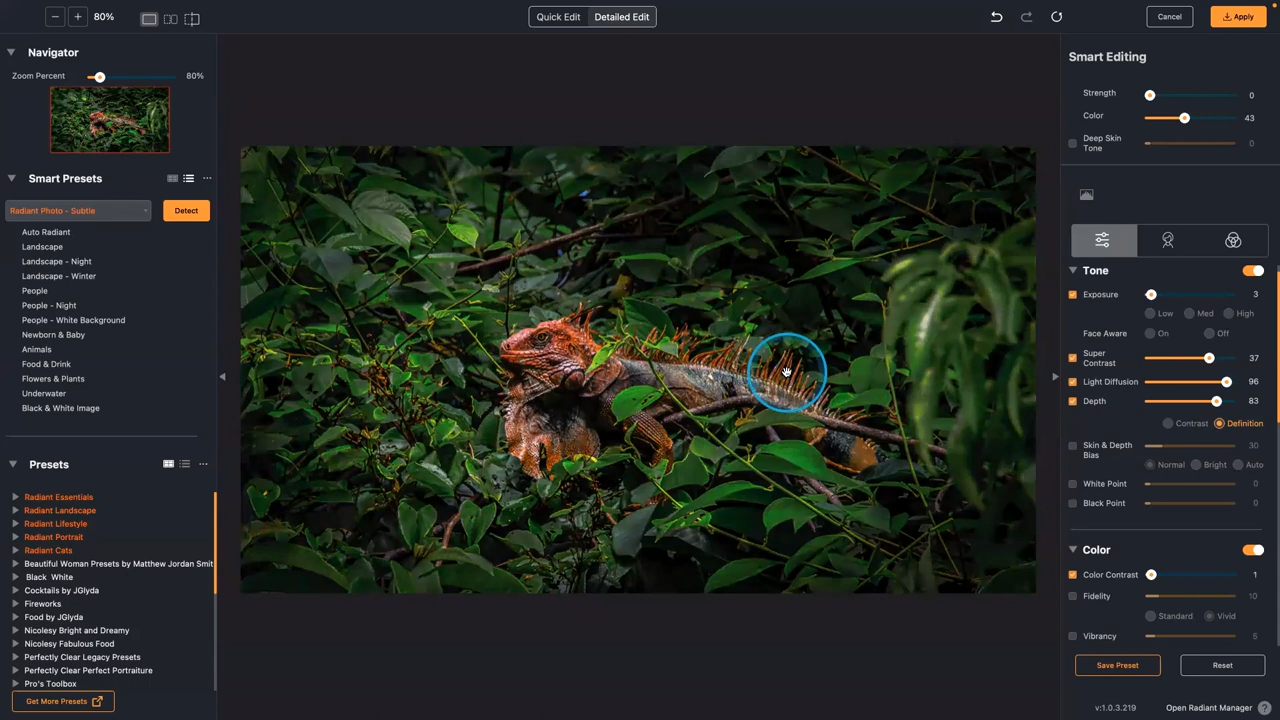 80%
Quick Edit
Detailed Edit
Cancel
Apply
Navigator
Zoom Percent
80%
Smart Presets
Radiant Photo - Subtle
Detect
Auto Radiant
Landscape
Landscape - Night
Landscape - Winter
People
People - Night
People - White Background
Newborn & Baby
Animals
Food & Drink
Flowers & Plants
Underwater
Black & White Image
Presets
Radiant Essentials
Radiant Landscape
Radiant Lifestyle
Radiant Portrait
Radiant Cats
Beautiful Woman Presets by Matthew Jordan Smit
Black White
Cocktails by JGlyda
Fireworks
Food by JGlyda
Nicolesy Bright and Dreamy
Nicolesy Fabulous Food
Perfectly Clear Legacy Presets
Perfectly Clear Perfect Portraiture
Pro's Toolbox
Get More Presets
Smart Editing
Strength 0
Color 43
Deep Skin
Tone 0
Tone
Exposure 3
Low Med High
Face Aware On Off
Super
Contrast 37
Light Diffusion 96
Depth 83
Contrast Definition
Skin & Depth
Bias 30
Normal Bright Auto
White Point 0
Black Point 0
Color
Color Contrast 1
Fidelity 10
Standard Vivid
Vibrancy 5
Save Preset
Reset
v:1.0.3.219
Open Radiant Manager ?